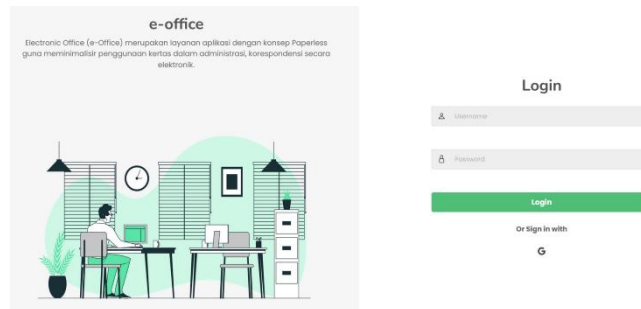 e-office
Electronic Office (e-Office) merupakan layanan aplikasi dengan konsep Paperless
guna meminimalisir penggunaan kertas dalam administrasi, korespondensi secara
elektronik.
Login
Username
Password
Login
Or Sign in with
G